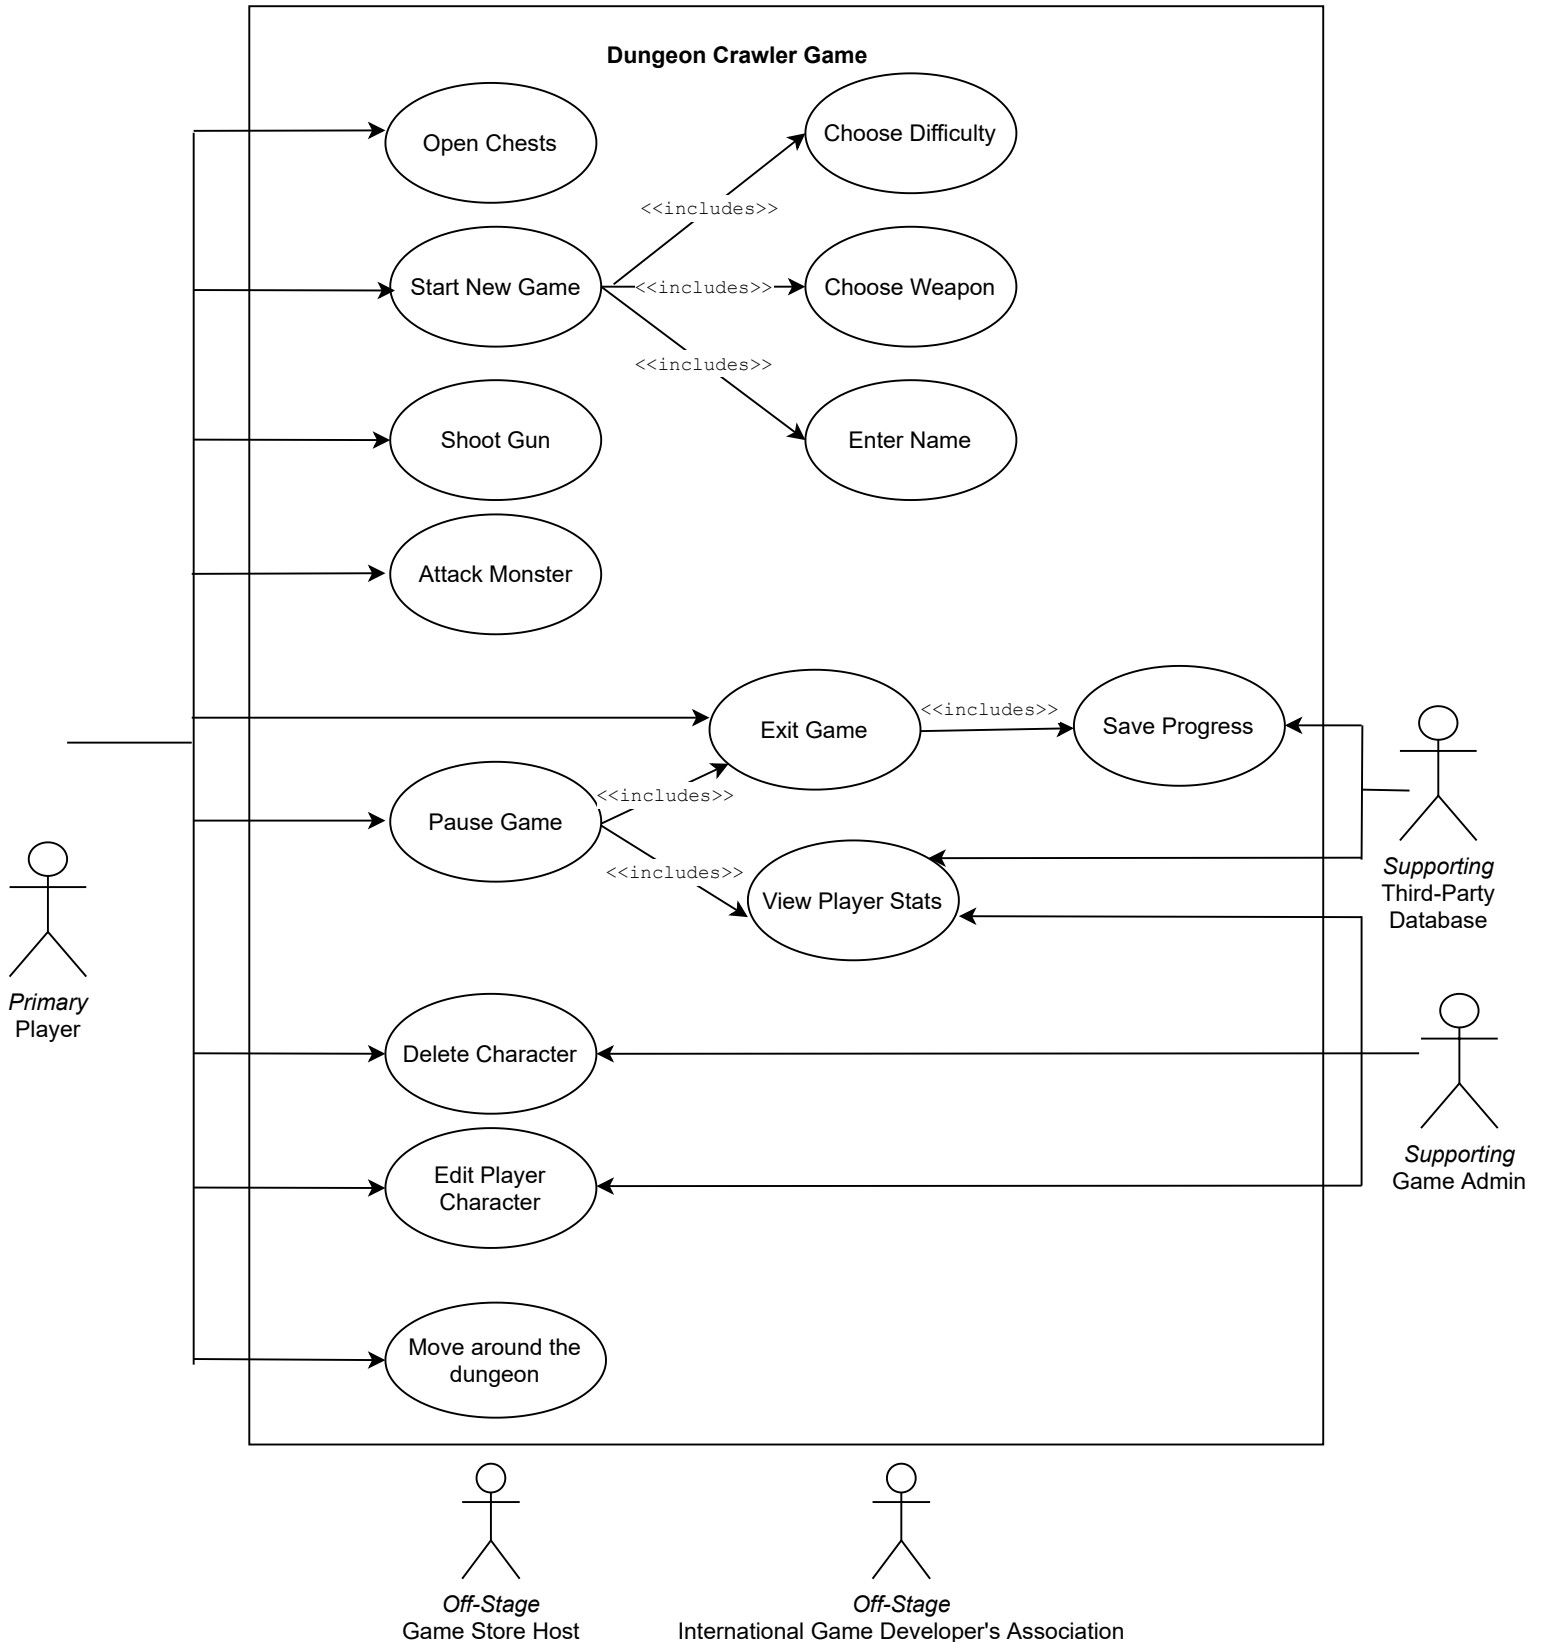 Dungeon Crawler Game
Open Chests
Choose Difficulty
<<includes>>
Start New Game
<<includes>>
Choose Weapon
<<includes>>
Shoot Gun
Enter Name
Attack Monster
Exit Game
<<includes>>
Save Progress
<<includes>>
Pause Game
<<includes>>
View Player Stats
Supporting
Third-Party
Database
Primary
Player
Delete Character
Edit Player
Character
Supporting
Game Admin
Move around the
dungeon
Off-Stage
Game Store Host
Off-Stage
International Game Developer's Association